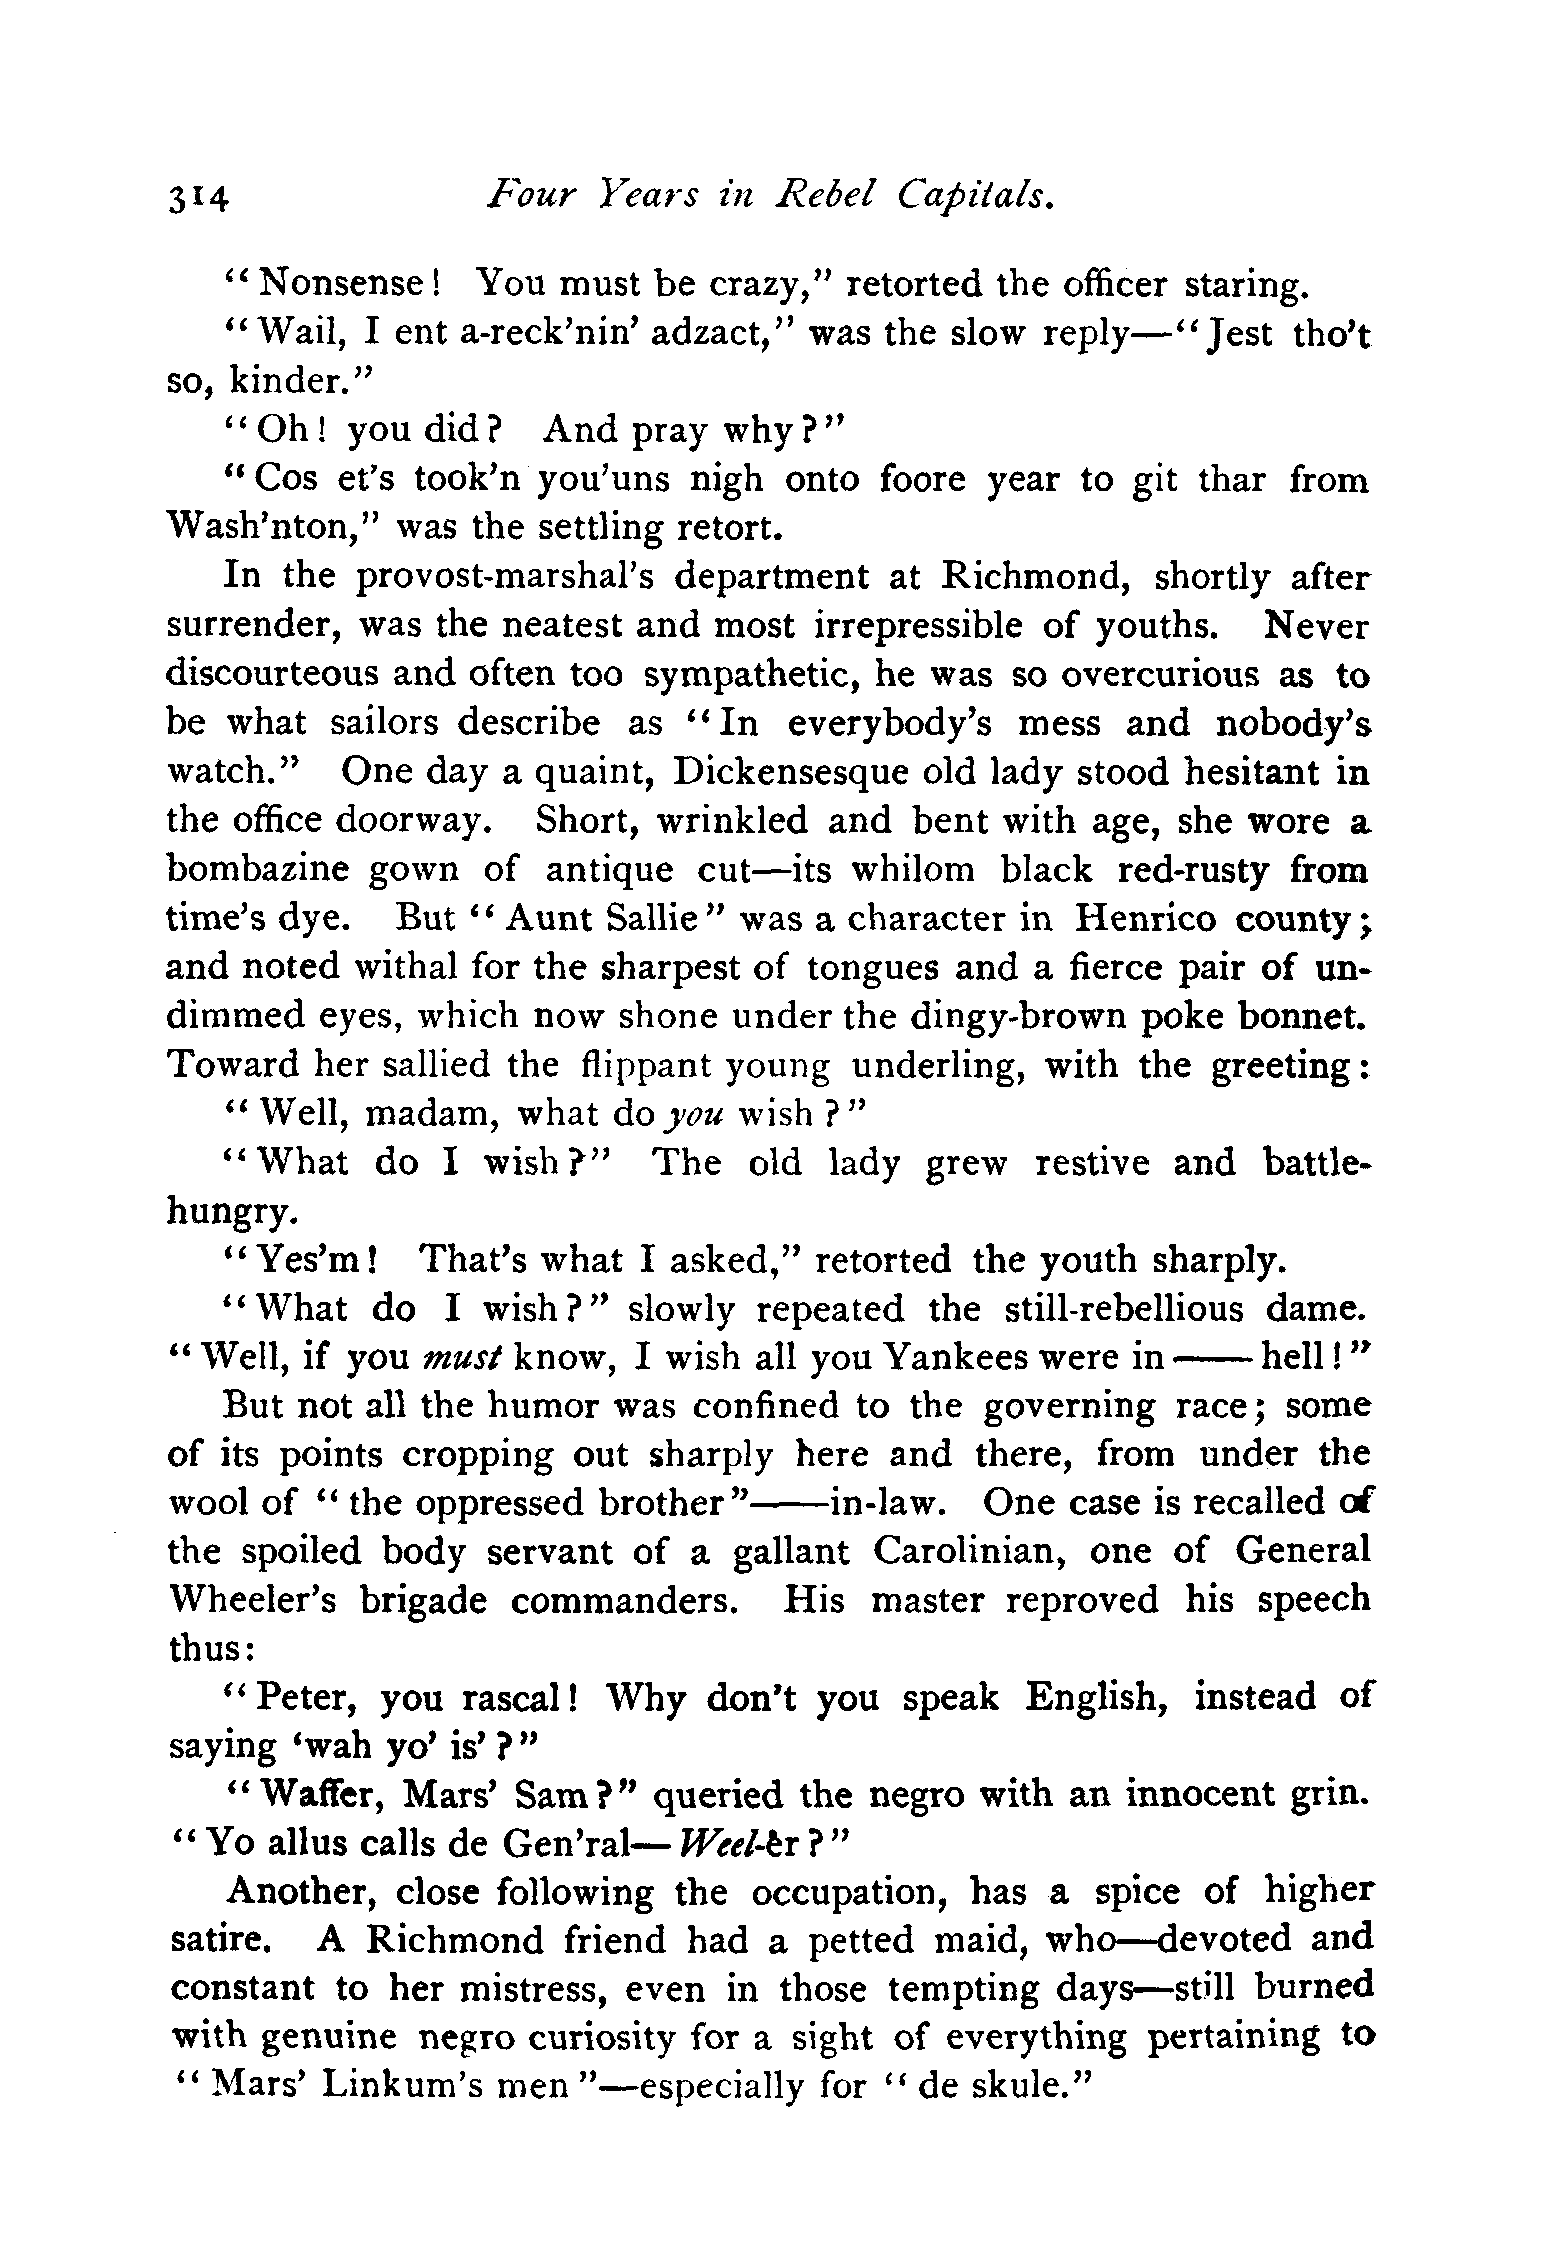 314 Four Years in Rebel Capitals.
“Nonsense! You must be crazy,” retorted the officer staring.
“Wail, I ent a-reck’nin’ adzact,” was the slow reply—“Jest tho’t
so, kinder.”
“Oh! you did? And pray why?”
“Cos et’s took’n you’uns nigh onto foore year to git thar from
Wash’nton,” was the settling retort.
In the provost-marshal’s department at Richmond, shortly after
surrender, was the neatest and most irrepressible of youths. Never
discourteous and often too sympathetic, he was so overcurious as to
be what sailors describe as “In everybody’s mess and nobody’s
watch.” One day a quaint, Dickensesque old lady stood hesitant in
the office doorway. Short, wrinkled and bent with age, she wore a
bombazine gown of antique cut—its whilom black red-rusty from
time’s dye. But “Aunt Sallie” was a character in Henrico county;
and noted withal for the sharpest of tongues and a fierce pair of un-
dimmed eyes, which now shone under the dingy-brown poke bonnet.
Toward her sallied the flippant young underling, with the greeting:
“Well, madam, what do you wish?”
“What do I wish?” The old lady grew restive and battle-
hungry.
“Yes’m! That’s what I asked,” retorted the youth sharply.
“What do I wish?” slowly repeated the still-rebellious dame.
“Well, if you must know, I wish all you Yankees were in——hell!”
But not all the humor was confined to the governing race; some
of its points cropping out sharply here and there, from under the
wool of “the oppressed brother”——in-law. One case is recalled of
the spoiled body servant of a gallant Carolinian, one of General
Wheeler’s brigade commanders. His master reproved his speech
thus:
“Peter, you rascal! Why don’t you speak English, instead of
saying ‘wah yo’ is’?”
“Waffer, Mars’ Sam?” queried the negro with an innocent grin.
“Yo allus calls de Gen’ral—Weel-èr?”
Another, close following the occupation, has a spice of higher
satire. A Richmond friend had a petted maid, who—devoted and
constant to her mistress, even in those tempting days—still burned
with genuine negro curiosity for a sight of everything pertaining to
“Mars’ Linkum’s men”—especially for “de skule.”